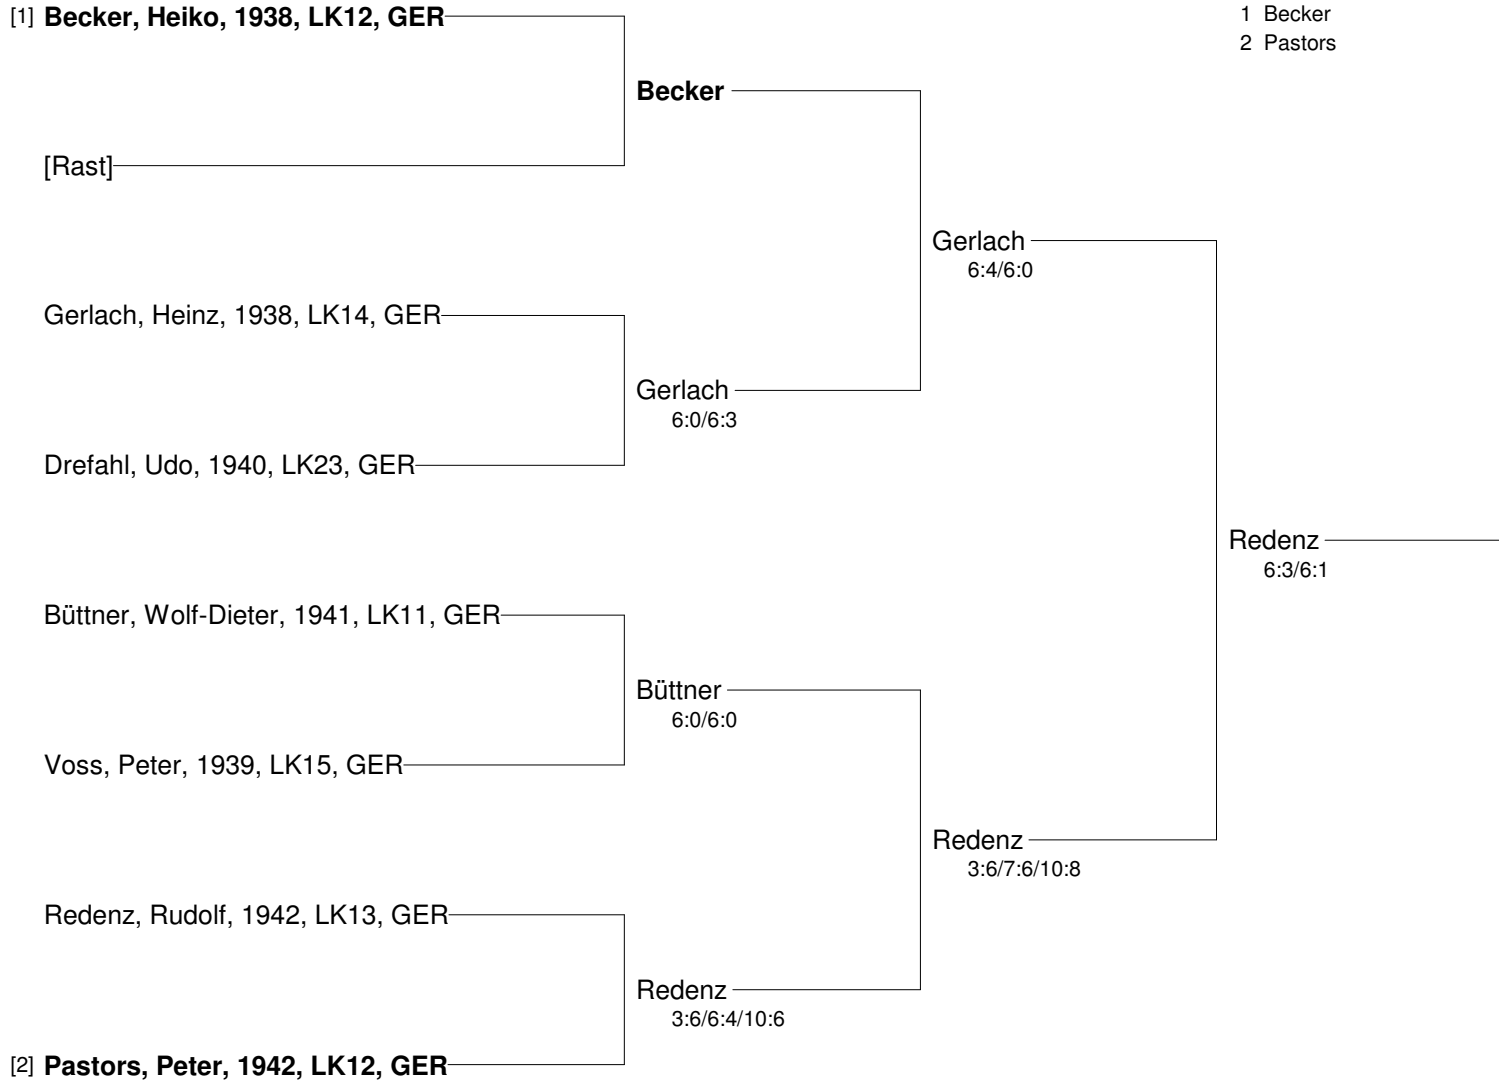 [1] Becker, Heiko, 1938, LK12, GER
1 Becker
2 Pastors
Becker
[Rast]
Gerlach
6:4/6:0
Gerlach, Heinz, 1938, LK14, GER
Gerlach
6:0/6:3
Drefahl, Udo, 1940, LK23, GER
Redenz
6:3/6:1
Büttner, Wolf-Dieter, 1941, LK11, GER
Büttner
6:0/6:0
Voss, Peter, 1939, LK15, GER
Redenz
3:6/7:6/10:8
Redenz, Rudolf, 1942, LK13, GER
Redenz
3:6/6:4/10:6
[2] Pastors, Peter, 1942, LK12, GER